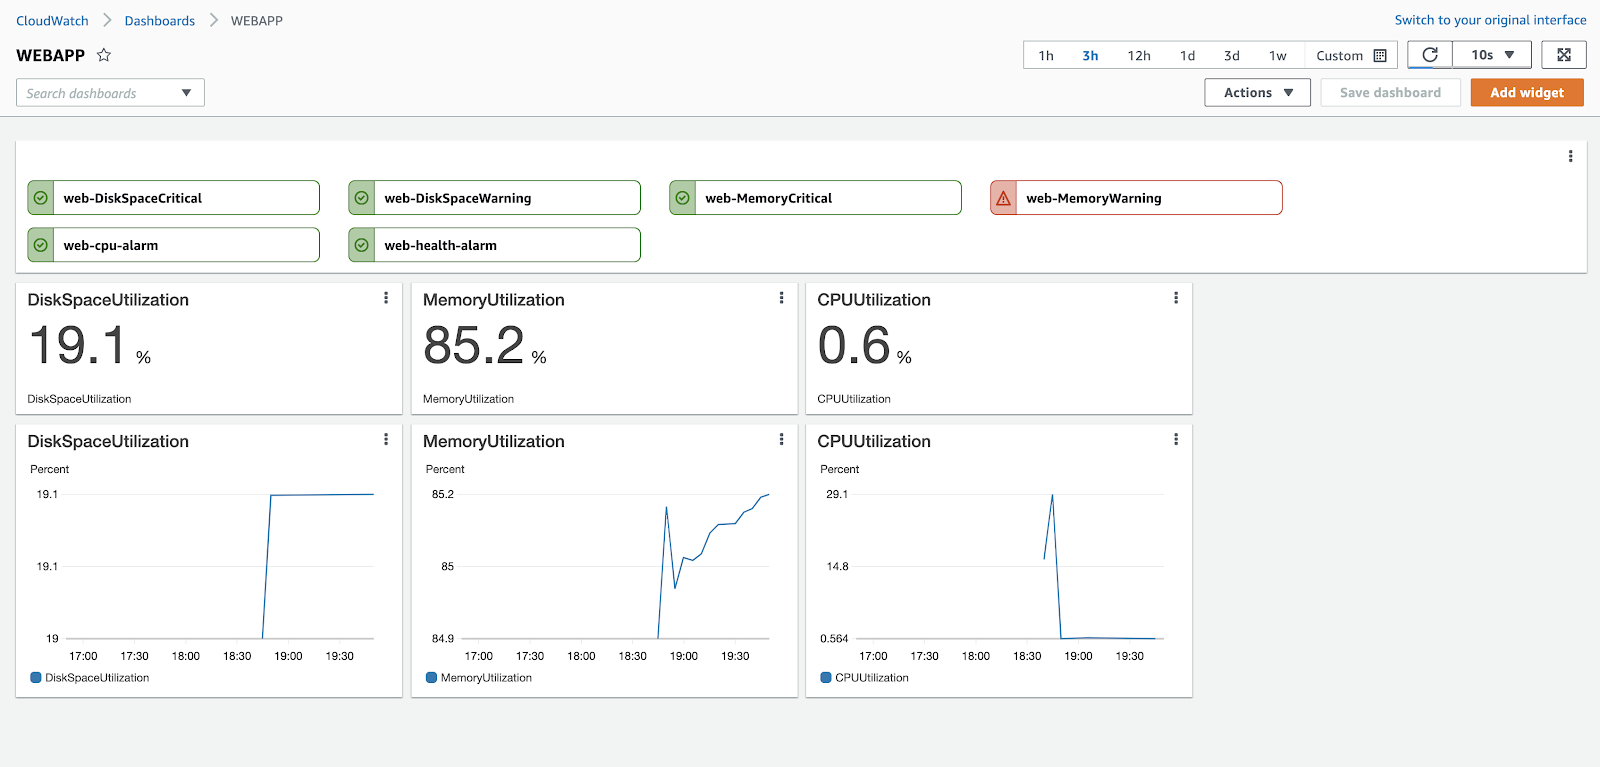 CloudWatch > Dashboards > WEBAPP
Switch to your original interface
WEBAPP
1h 3h 12h 1d 3d 1w Custom 10s
Search dashboards
Actions Save dashboard Add widget
web-DiskSpaceCritical web-DiskSpaceWarning web-MemoryCritical web-MemoryWarning
web-cpu-alarm web-health-alarm
DiskSpaceUtilization
19.1 %
DiskSpaceUtilization
MemoryUtilization
85.2 %
MemoryUtilization
CPUUtilization
0.6 %
CPUUtilization
DiskSpaceUtilization
Percent
19.1
19.1
19
17:00 17:30 18:00 18:30 19:00 19:30
DiskSpaceUtilization
MemoryUtilization
Percent
85.2
85
84.9
17:00 17:30 18:00 18:30 19:00 19:30
MemoryUtilization
CPUUtilization
Percent
29.1
14.8
0.564
17:00 17:30 18:00 18:30 19:00 19:30
CPUUtilization